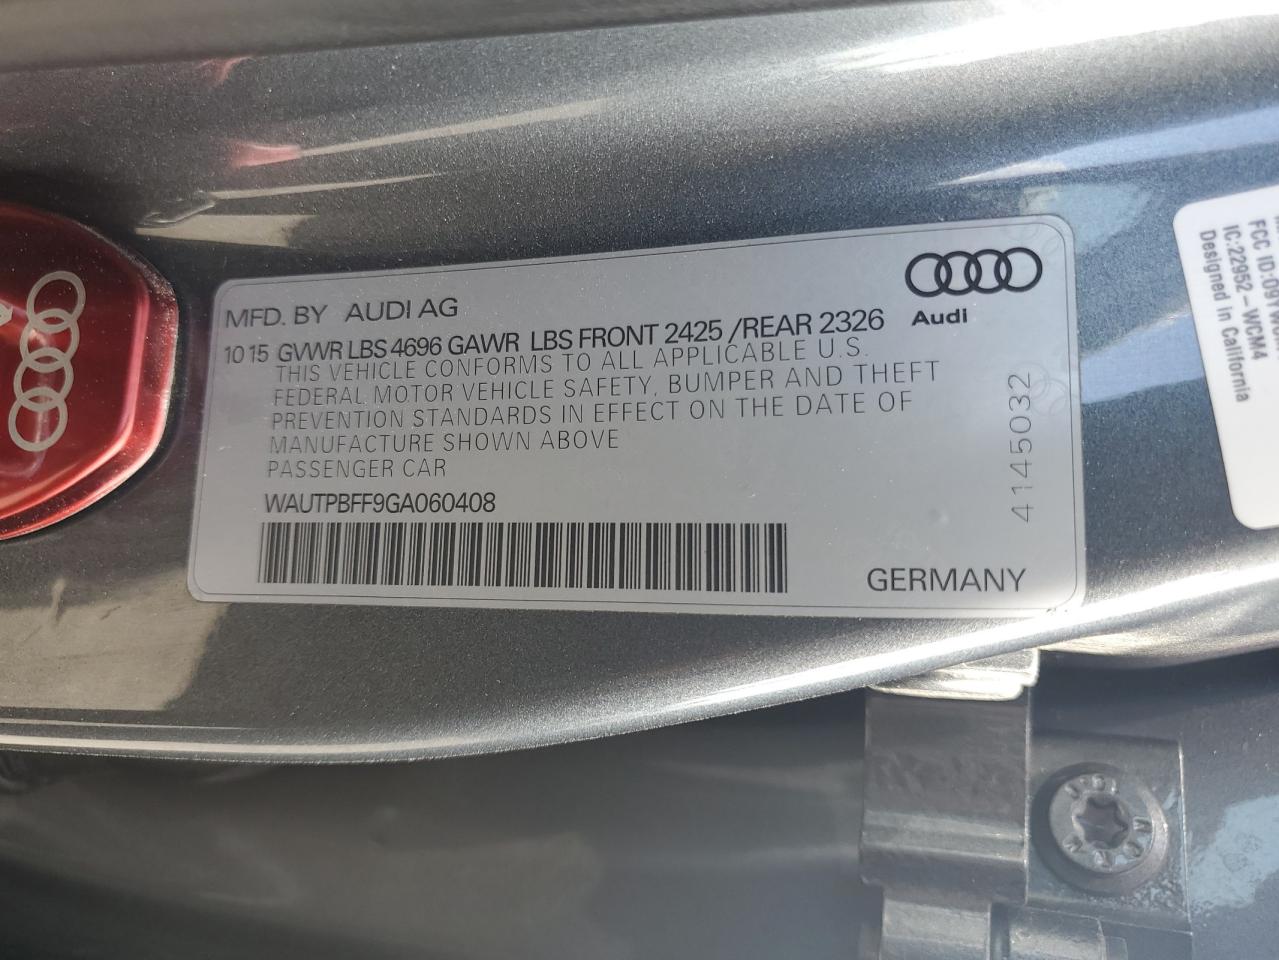 MFD. BY AUDI AG
Audi
10 15 GVWR LBS 4696 GAWR LBS FRONT 2425 /REAR 2326
THIS VEHICLE CONFORMS TO ALL APPLICABLE U.S.
FEDERAL MOTOR VEHICLE SAFETY, BUMPER AND THEFT
PREVENTION STANDARDS IN EFFECT ON THE DATE OF
MANUFACTURE SHOWN ABOVE
PASSENGER CAR
WAUTPBFF9GA060408
4145032
GERMANY
FCC ID:
IC:22952-WCM4
Designed in California